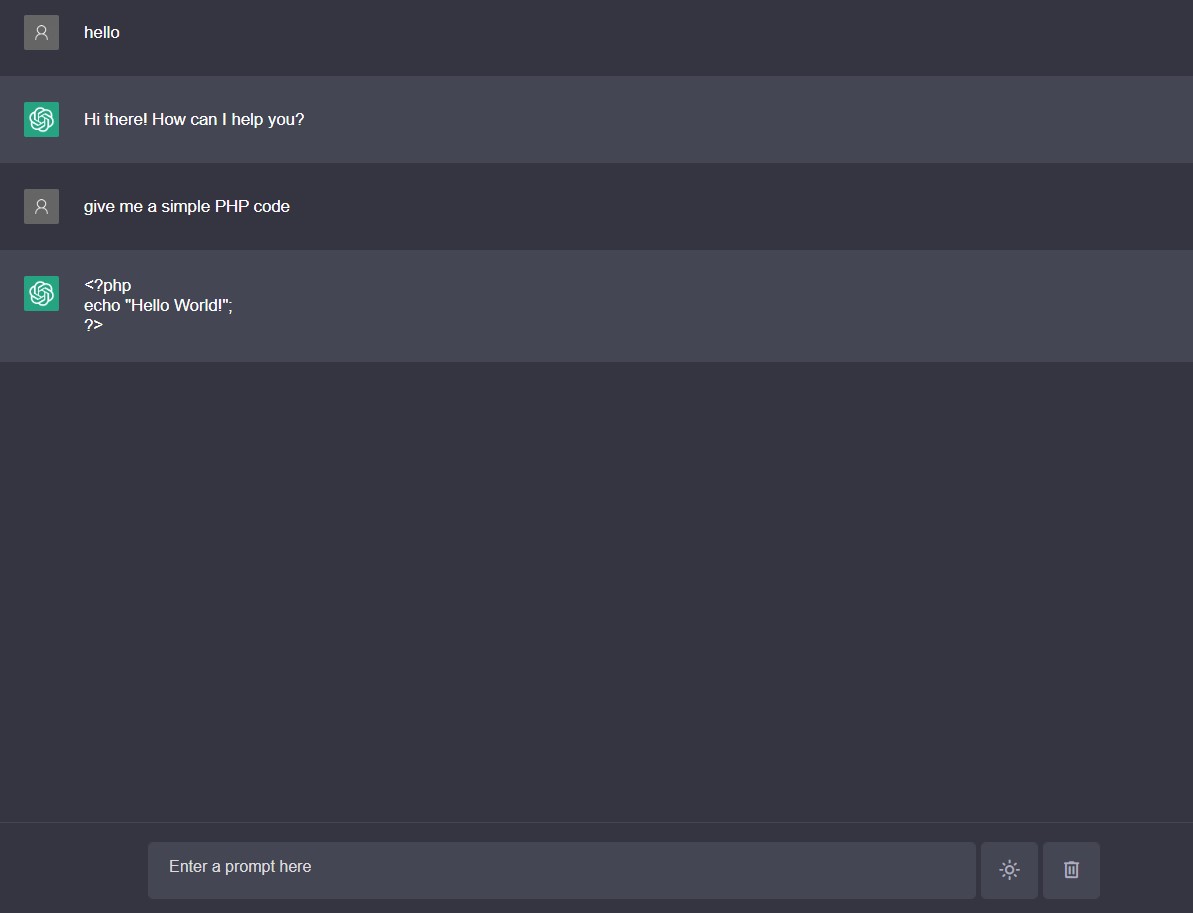 hello
Hi there! How can I help you?
give me a simple PHP code
<?php
echo "Hello World!";
?>
Enter a prompt here